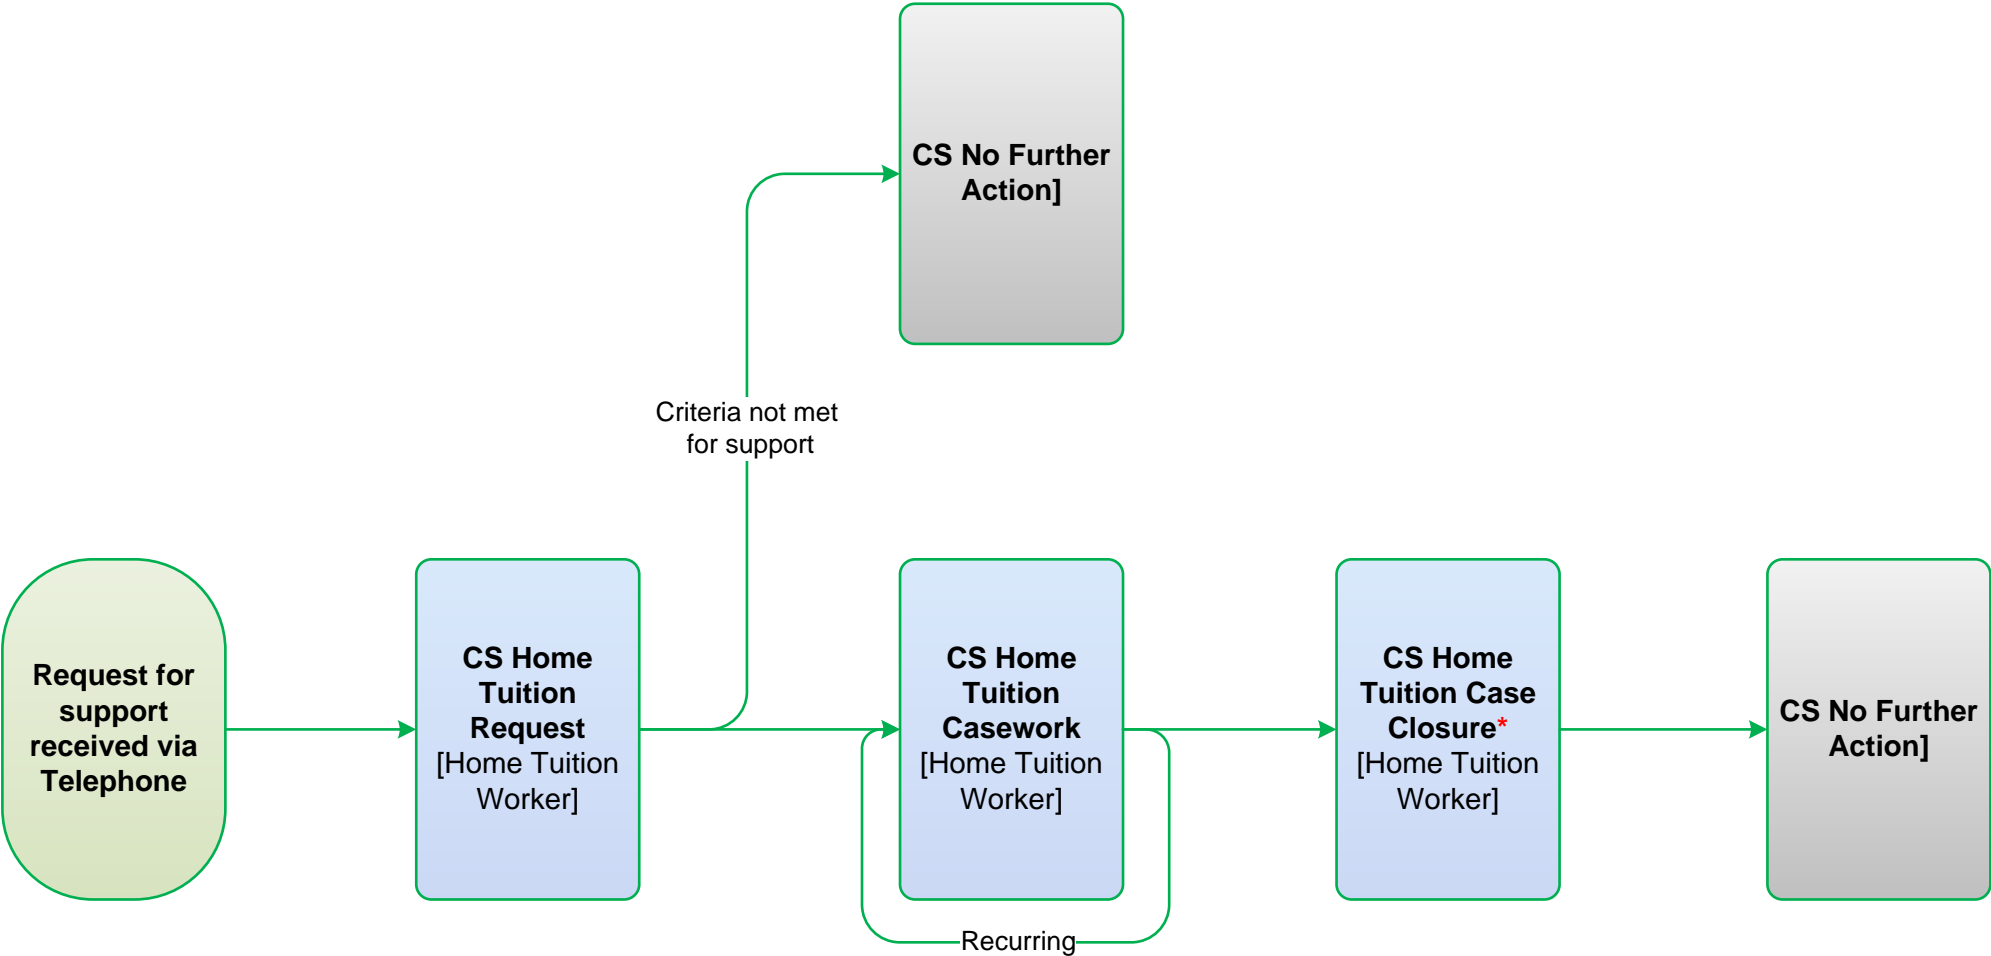 CS No Further
Action]
Criteria not met
for support
Request for
support
received via
Telephone
CS Home
Tuition
Request
[Home Tuition
Worker]
CS Home
Tuition
Casework
[Home Tuition
Worker]
Recurring
CS Home
Tuition Case
Closure*
[Home Tuition
Worker]
CS No Further
Action]